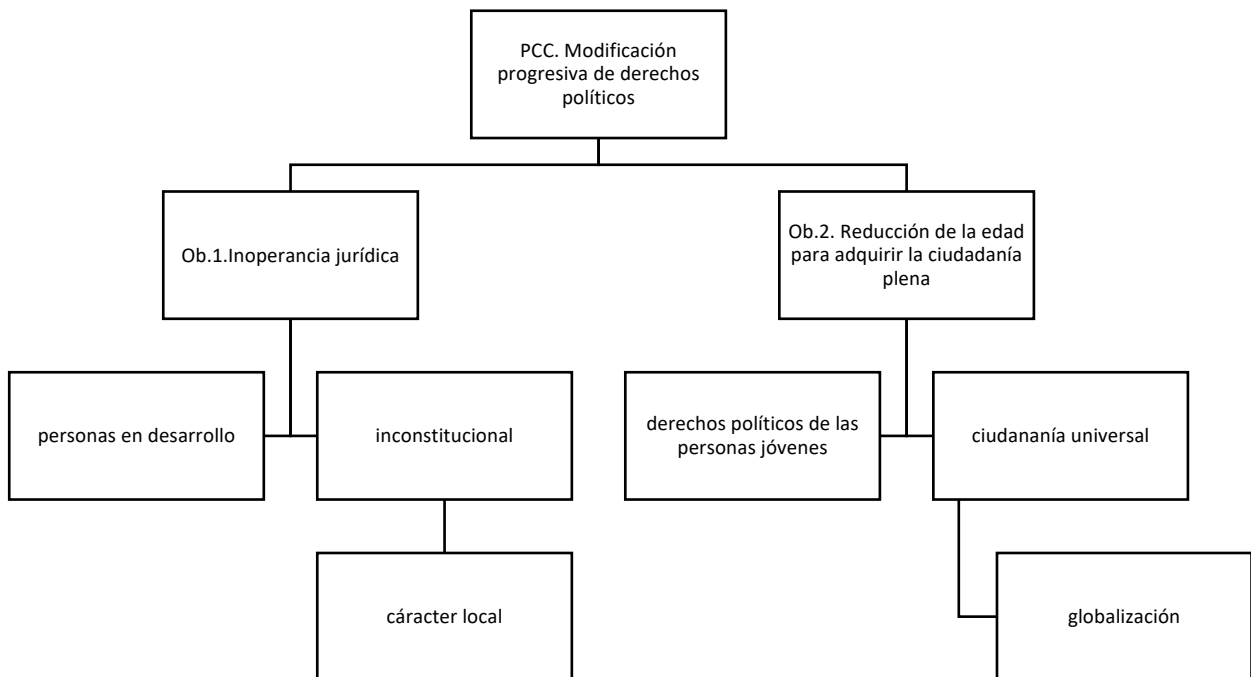 PCC. Modificación
progresiva de derechos
políticos
Ob.1.Inoperancia jurídica
Ob.2. Reducción de la edad
para adquirir la ciudadanía
plena
personas en desarrollo
inconstitucional
derechos políticos de las
personas jóvenes
ciudananía universal
cáracter local
globalización